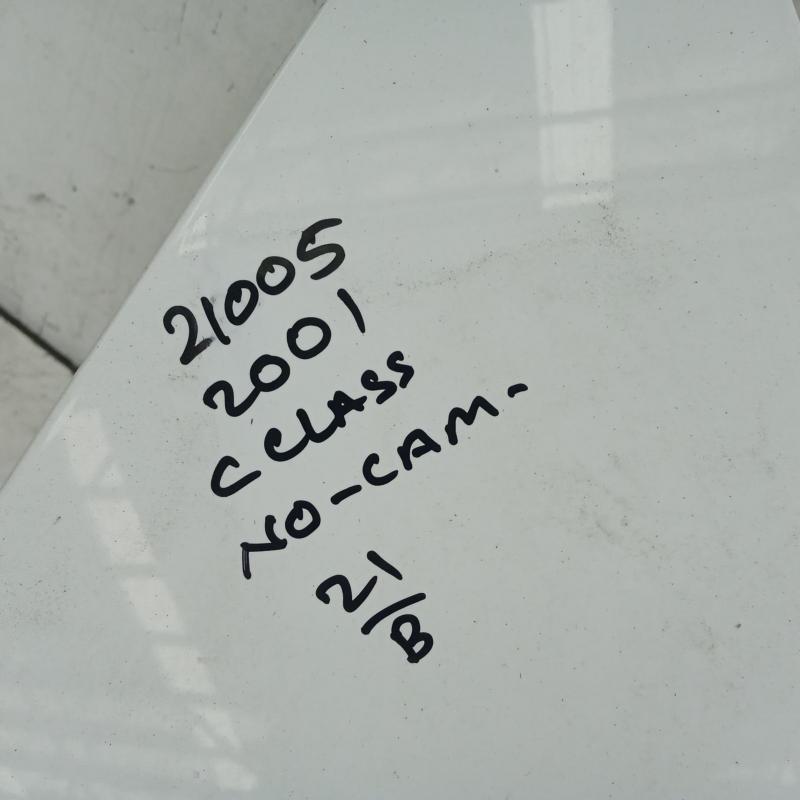 21005
2001
C CLASS
NO-CAM-
21/B